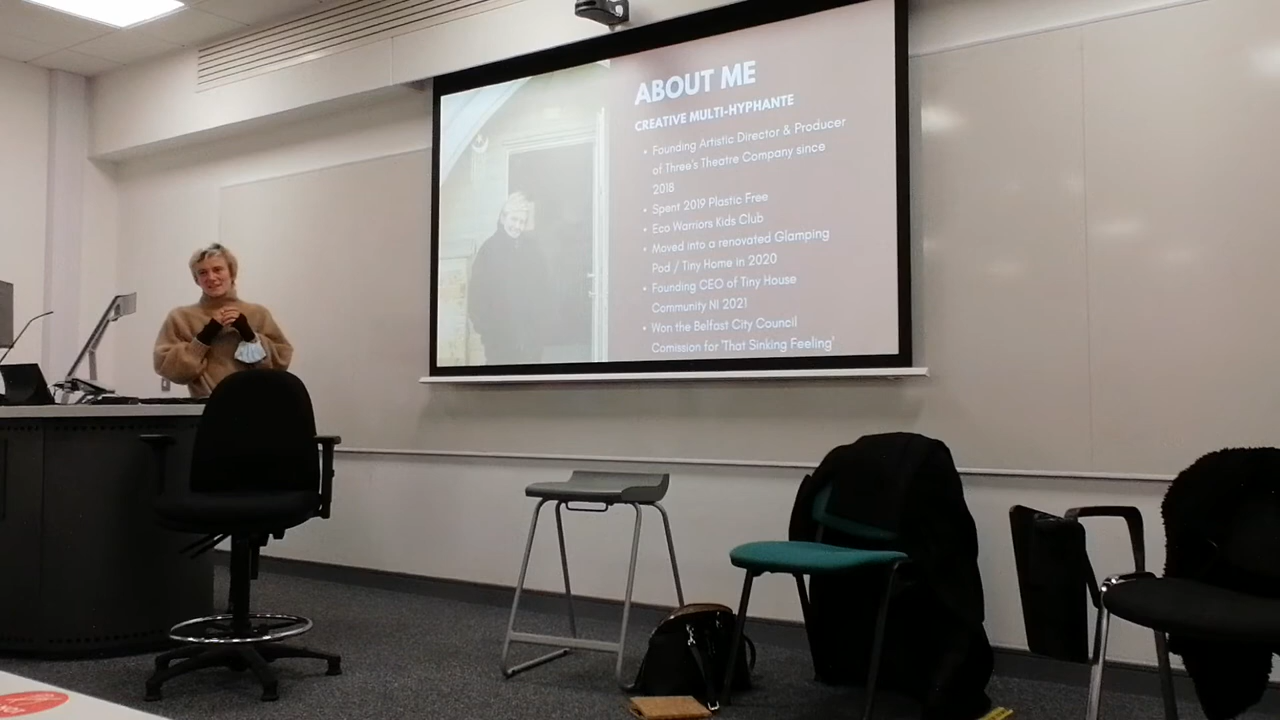 ABOUT ME
CREATIVE MULTI-HYPHANTE
• Founding Artistic Director & Producer
of Three's Theatre Company since
2018
• Spent 2019 Plastic Free
• Eco Warriors Kids Club
• Moved into a renovated Glamping
Pod / Tiny Home in 2020
• Founding CEO of Tiny House
Community NI 2021
• Won the Belfast City Council
Comission for 'That Sinking Feeling'